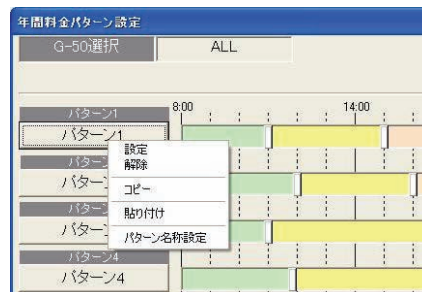 年間料金パターン設定
G-50選択 ALL
8:00 14:00
パターン1
パターン1
設定
解除
コピー
貼り付け
パターン名称設定
パターン4
パターン4